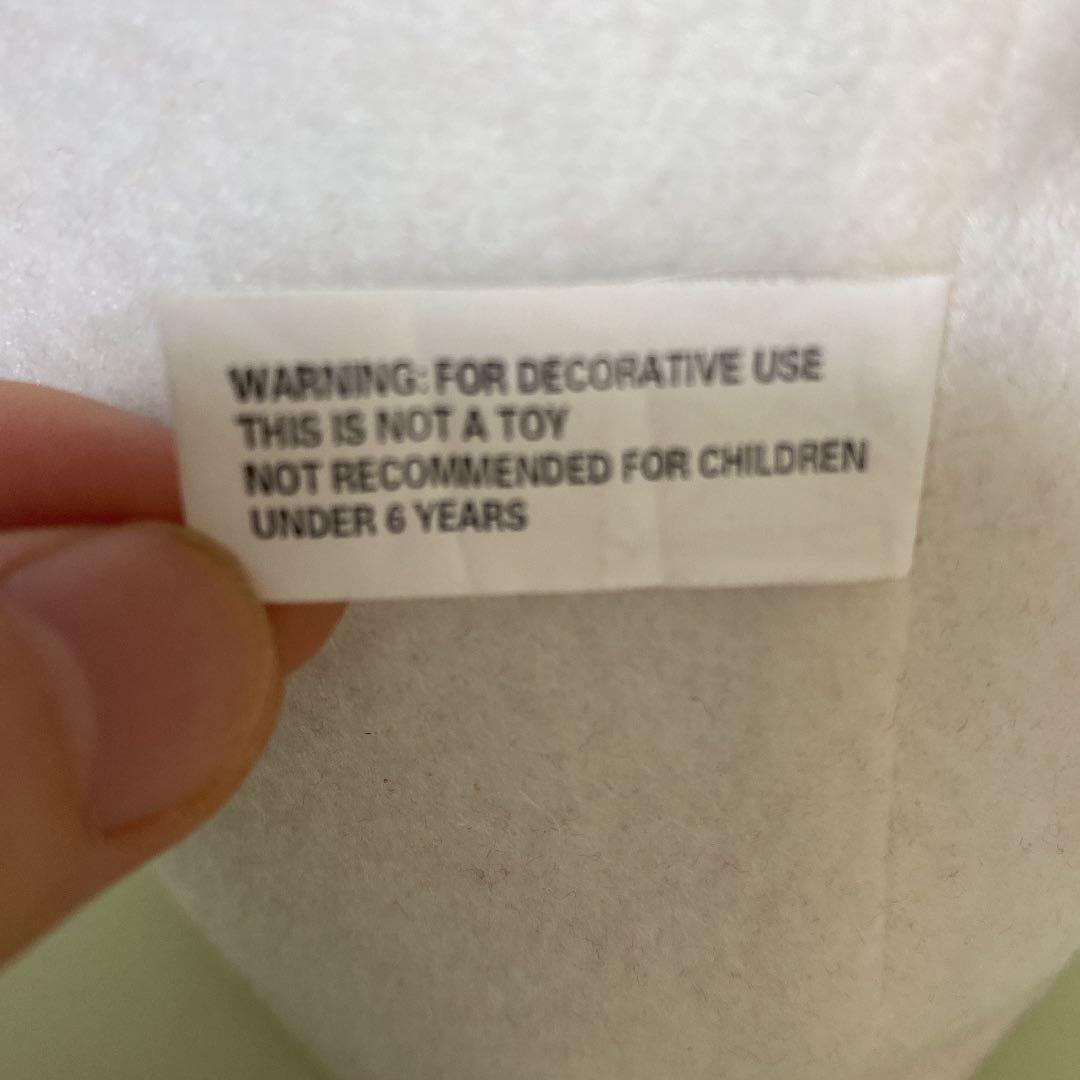 WARNING: FOR DECORATIVE USE
THIS IS NOT A TOY
NOT RECOMMENDED FOR CHILDREN
UNDER 6 YEARS